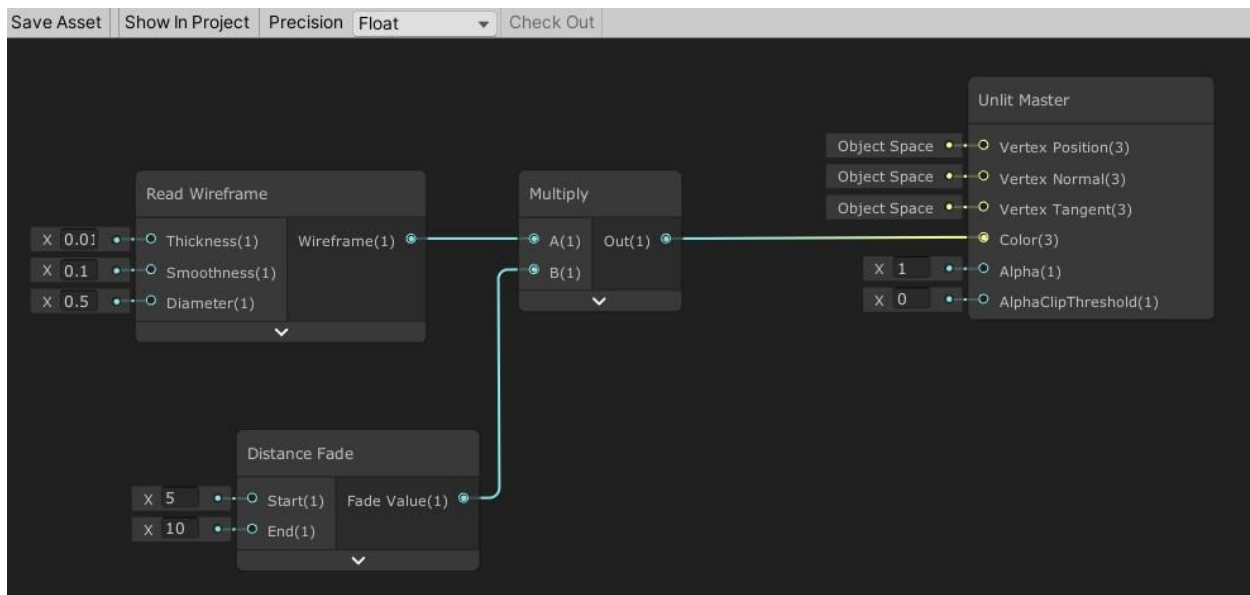 Save Asset Show In Project Precision Float Check Out
Unlit Master
Object Space Vertex Position(3)
Object Space Vertex Normal(3)
Object Space Vertex Tangent(3)
Color(3)
X 1 Alpha(1)
X 0 AlphaClipThreshold(1)
Read Wireframe
X 0.01 Thickness(1) Wireframe(1)
X 0.1 Smoothness(1)
X 0.5 Diameter(1)
Multiply
A(1) Out(1)
B(1)
Distance Fade
X 5 Start(1) Fade Value(1)
X 10 End(1)